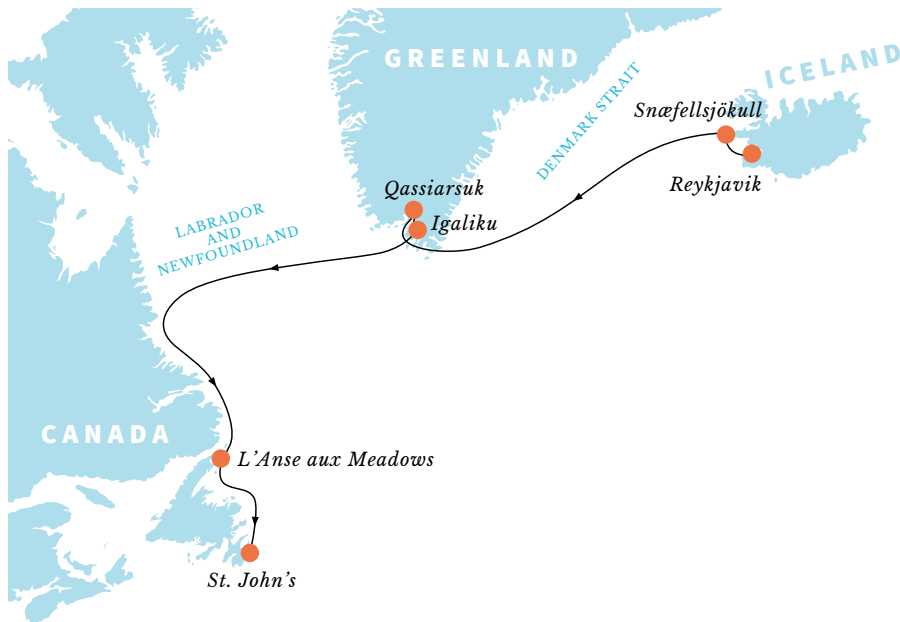 GREENLAND
ICELAND
DENMARK STRAIT
Snæfellsjökull
Reykjavik
Qassiarsuk
Igaliku
LABRADOR
AND
NEWFOUNDLAND
CANADA
L’Anse aux Meadows
St. John’s